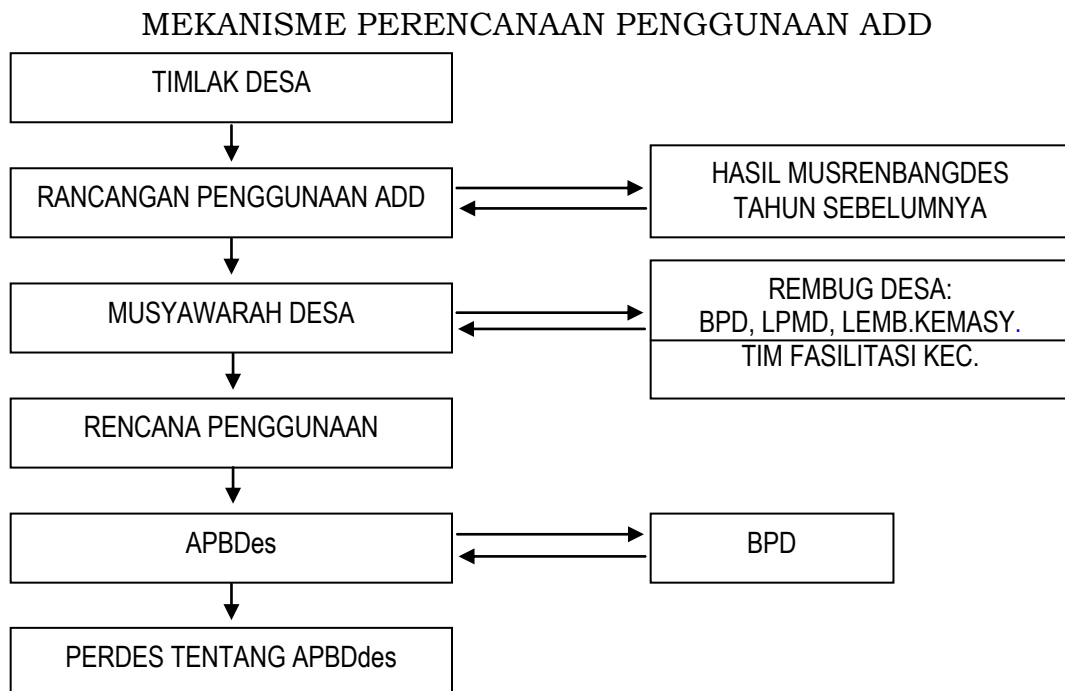 MEKANISME PERENCANAAN PENGGUNAAN ADD
TIMLAK DESA
RANCANGAN PENGGUNAAN ADD
HASIL MUSRENBANGDES
TAHUN SEBELUMNYA
MUSYAWARAH DESA
REMBUG DESA:
BPD, LPMD, LEMB.KEMASY.
TIM FASILITASI KEC.
RENCANA PENGGUNAAN
APBDes
BPD
PERDES TENTANG APBDdes